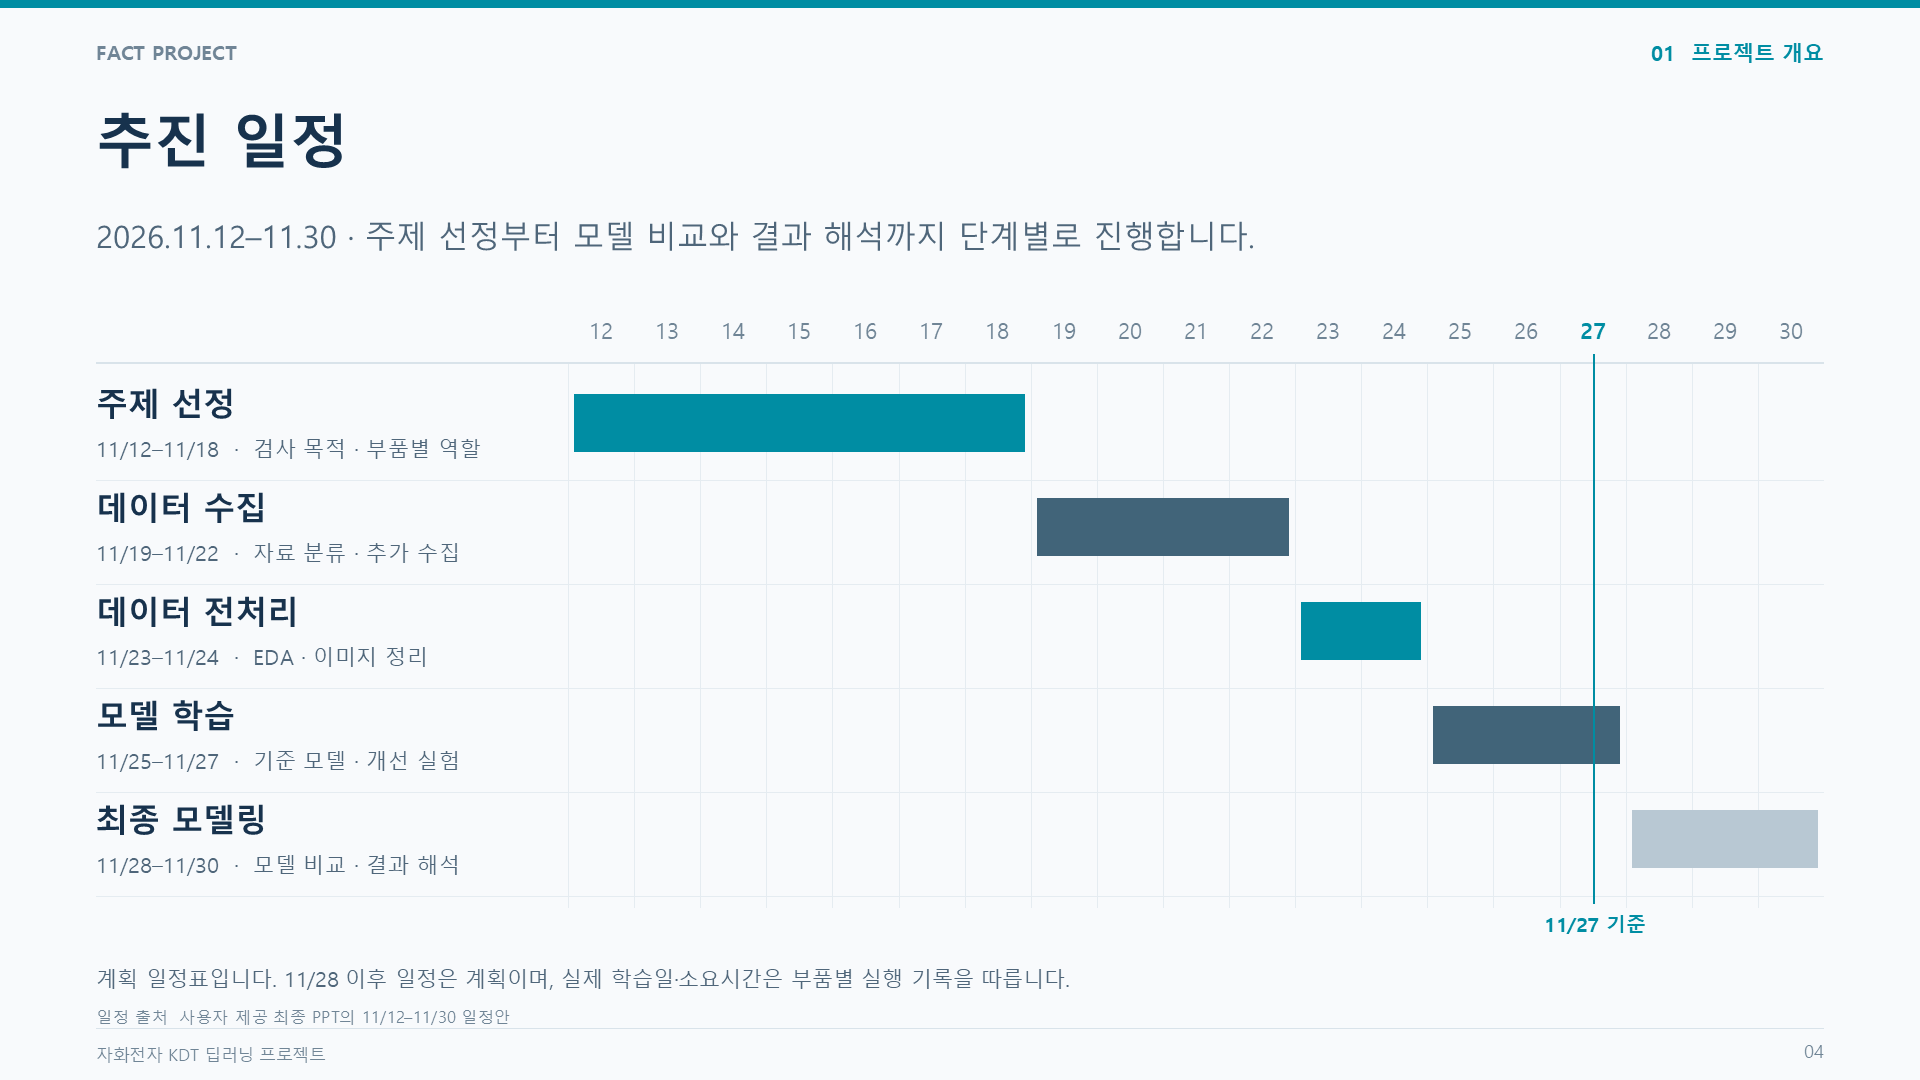 FACT PROJECT
01 프로젝트 개요
추진 일정
2026.11.12–11.30 · 주제 선정부터 모델 비교와 결과 해석까지 단계별로 진행합니다.
12 13 14 15 16 17 18 19 20 21 22 23 24 25 26 27 28 29 30
주제 선정
11/12–11/18 · 검사 목적 · 부품별 역할
데이터 수집
11/19–11/22 · 자료 분류 · 추가 수집
데이터 전처리
11/23–11/24 · EDA · 이미지 정리
모델 학습
11/25–11/27 · 기준 모델 · 개선 실험
최종 모델링
11/28–11/30 · 모델 비교 · 결과 해석
11/27 기준
계획 일정표입니다. 11/28 이후 일정은 계획이며, 실제 학습일·소요시간은 부품별 실행 기록을 따릅니다.
일정 출처 사용자 제공 최종 PPT의 11/12–11/30 일정안
자화전자 KDT 딥러닝 프로젝트
04